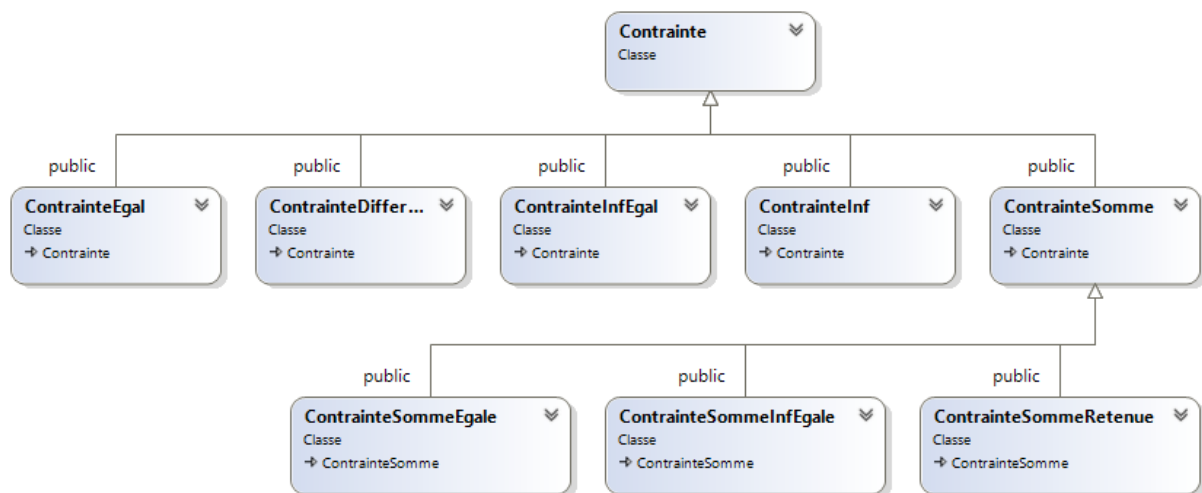 Contrainte
Classe
public
public
public
public
public
ContrainteEgal
Classe
Contrainte
ContrainteDiffer...
Classe
Contrainte
ContrainteInfEgal
Classe
Contrainte
ContrainteInf
Classe
Contrainte
ContrainteSomme
Classe
Contrainte
public
public
public
ContrainteSommeEgale
Classe
ContrainteSomme
ContrainteSommeInfEgale
Classe
ContrainteSomme
ContrainteSommeRetenue
Classe
ContrainteSomme